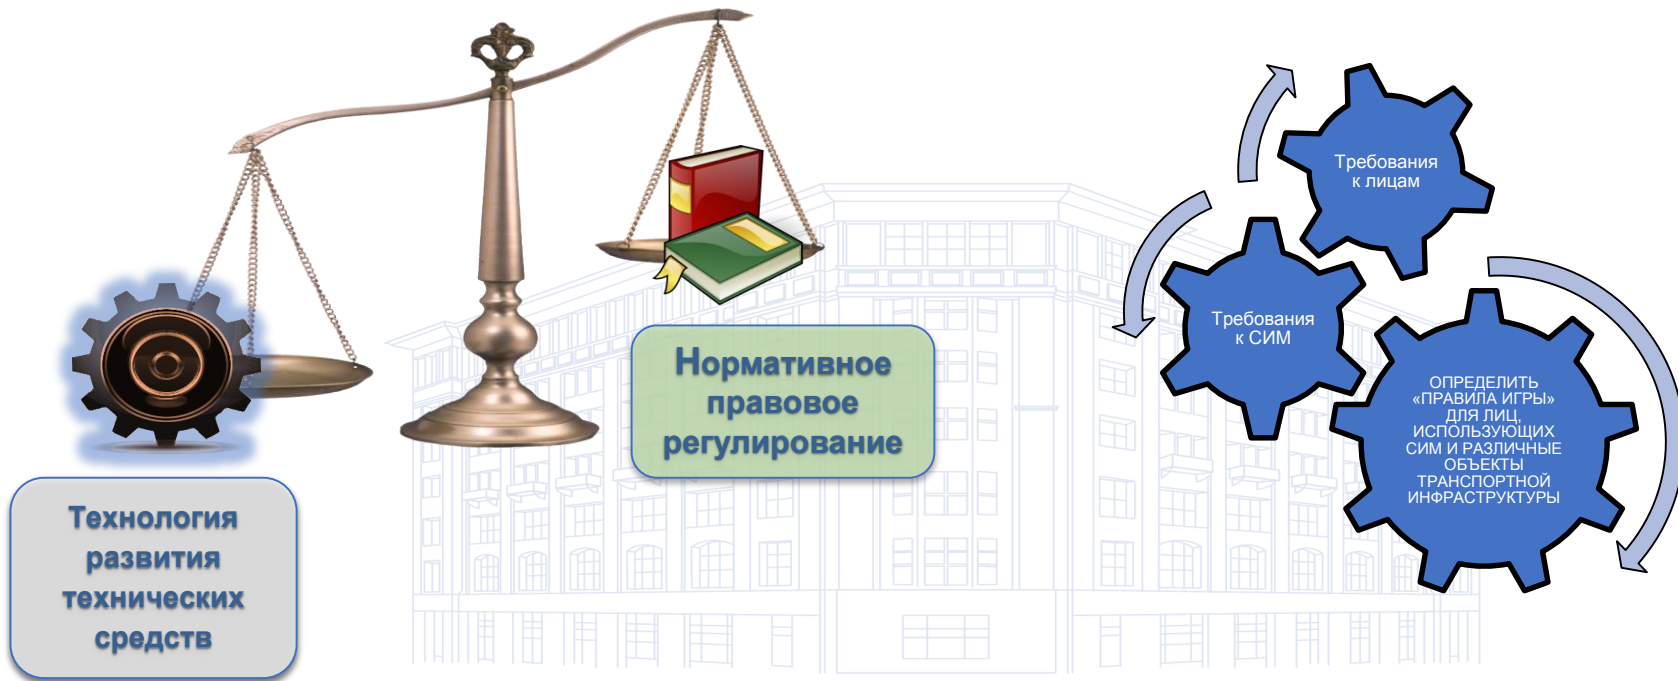 Технология
развития
технических
средств
Нормативное
правовое
регулирование
Требования
к лицам
Требования
к СИМ
ОПРЕДЕЛИТЬ
«ПРАВИЛА ИГРЫ»
ДЛЯ ЛИЦ,
ИСПОЛЬЗУЮЩИХ
СИМ И РАЗЛИЧНЫЕ
ОБЪЕКТЫ
ТРАНСПОРТНОЙ
ИНФРАСТРУКТУРЫ